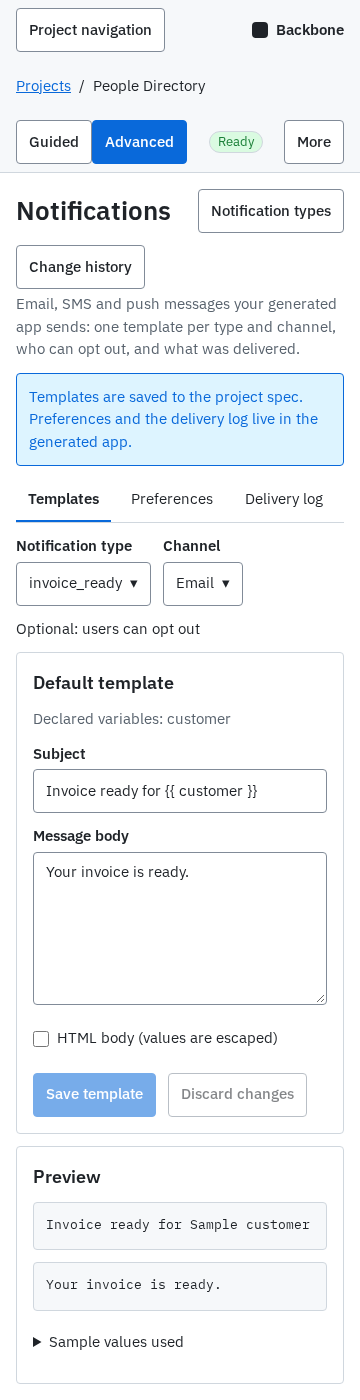 Project navigation
Backbone
Projects / People Directory
Guided
Advanced
Ready
More
Notifications
Notification types
Change history
Email, SMS and push messages your generated
app sends: one template per type and channel,
who can opt out, and what was delivered.
Templates are saved to the project spec.
Preferences and the delivery log live in the
generated app.
Templates
Preferences
Delivery log
Notification type
Channel
invoice_ready
Email
Optional: users can opt out
Default template
Declared variables: customer
Subject
Invoice ready for {{ customer }}
Message body
Your invoice is ready.
HTML body (values are escaped)
Save template
Discard changes
Preview
Invoice ready for Sample customer
Your invoice is ready.
Sample values used